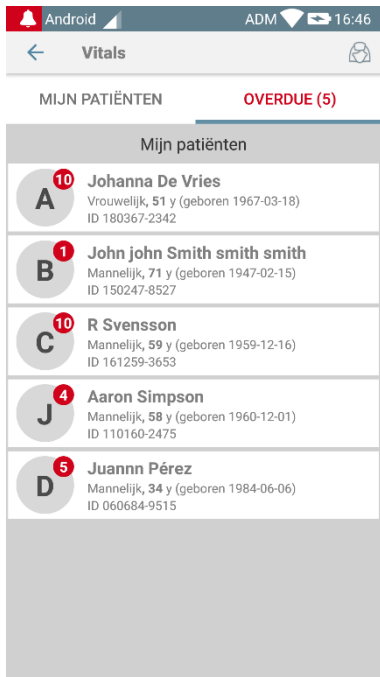 Android ADM 16:46
Vitals
MIJN PATIËNTEN OVERDUE (5)
Mijn patiënten
A 10 Johanna De Vries
Vrouwelijk, 51 y (geboren 1967-03-18)
ID 180367-2342
B 1 John john Smith smith smith
Mannelijk, 71 y (geboren 1947-02-15)
ID 150247-8527
C 10 R Svensson
Mannelijk, 59 y (geboren 1959-12-16)
ID 161259-3653
J 4 Aaron Simpson
Mannelijk, 58 y (geboren 1960-12-01)
ID 110160-2475
D 5 Juannn Pérez
Mannelijk, 34 y (geboren 1984-06-06)
ID 060684-9515